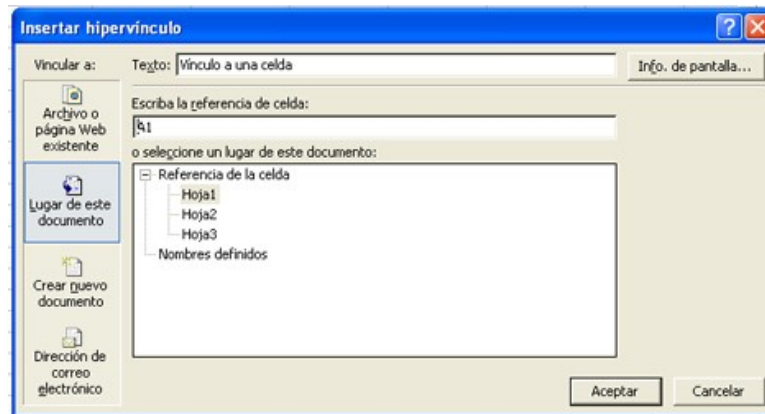 Insertar hipervínculo
Vincular a:
Texto: Vínculo a una celda
Info. de pantalla...
Archivo o
página Web
existente
Lugar de este
documento
Crear nuevo
documento
Dirección de
correo
electrónico
Escriba la referencia de celda:
A1
o seleccione un lugar de este documento:
Referencia de la celda
Hoja1
Hoja2
Hoja3
Nombres definidos
Aceptar
Cancelar